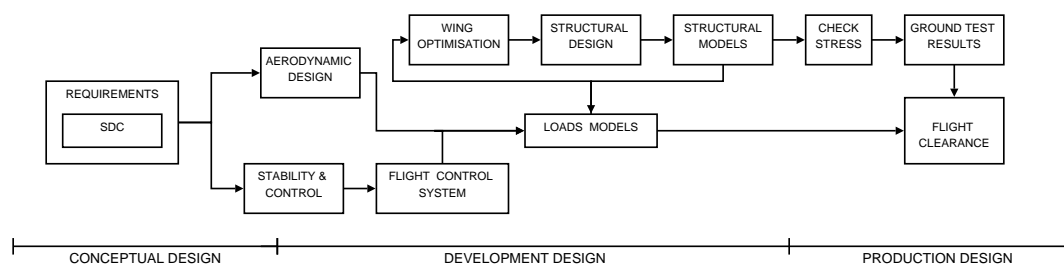 WING
OPTIMISATION
STRUCTURAL
DESIGN
STRUCTURAL
MODELS
CHECK
STRESS
GROUND TEST
RESULTS
AERODYNAMIC
DESIGN
REQUIREMENTS
SDC
LOADS MODELS
FLIGHT
CLEARANCE
STABILITY &
CONTROL
FLIGHT CONTROL
SYSTEM
CONCEPTUAL DESIGN
DEVELOPMENT DESIGN
PRODUCTION DESIGN